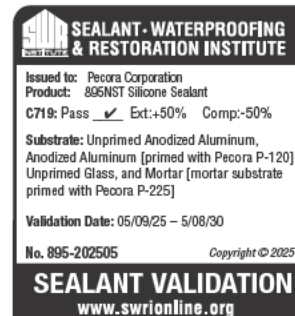 SWR
INSTITUTE
SEALANT • WATERPROOFING
& RESTORATION INSTITUTE
Issued to: Pecora Corporation
Product: 895NST Silicone Sealant
C719: Pass ✔ Ext:+50% Comp:-50%
Substrate: Unprimed Anodized Aluminum,
Anodized Aluminum [primed with Pecora P-120]
Unprimed Glass, and Mortar [mortar substrate
primed with Pecora P-225]
Validation Date: 05/09/25 – 5/08/30
No. 895-202505 Copyright © 2025
SEALANT VALIDATION
www.swrionline.org